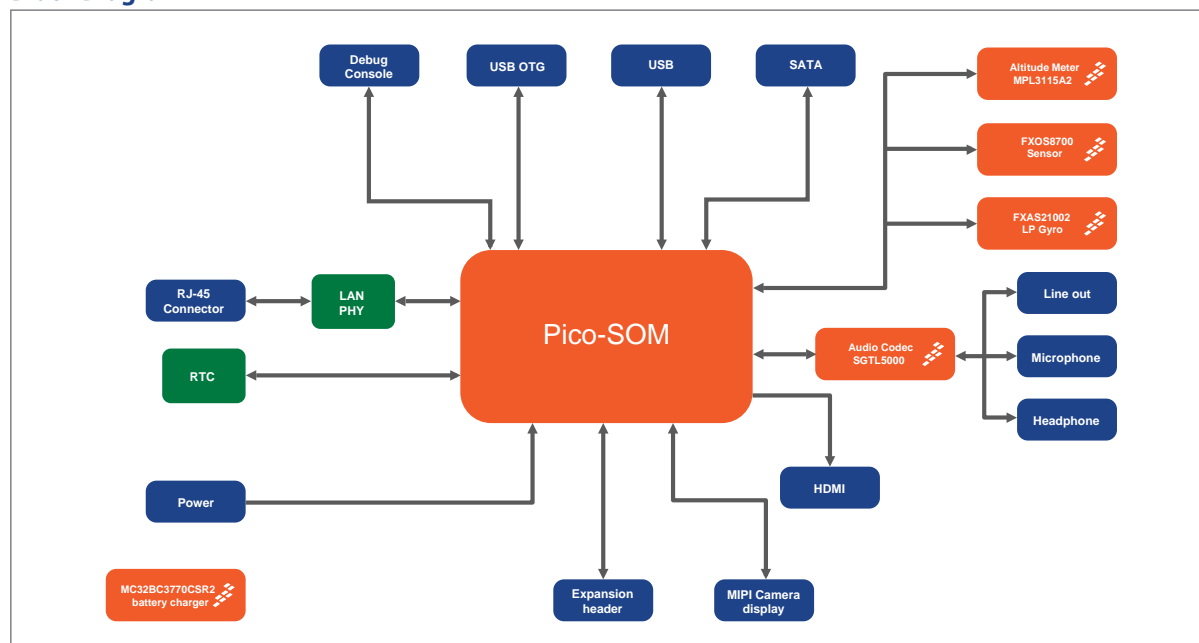 Debug
Console
USB OTG
USB
SATA
Altitude Meter
MPL3115A2
FXOS8700
Sensor
FXAS21002
LP Gyro
RJ-45
Connector
LAN
PHY
Line out
Pico-SOM
Audio Codec
SGTL5000
Microphone
RTC
Headphone
Power
HDMI
MC32BC3770CSR2
battery charger
Expansion
header
MIPI Camera
display